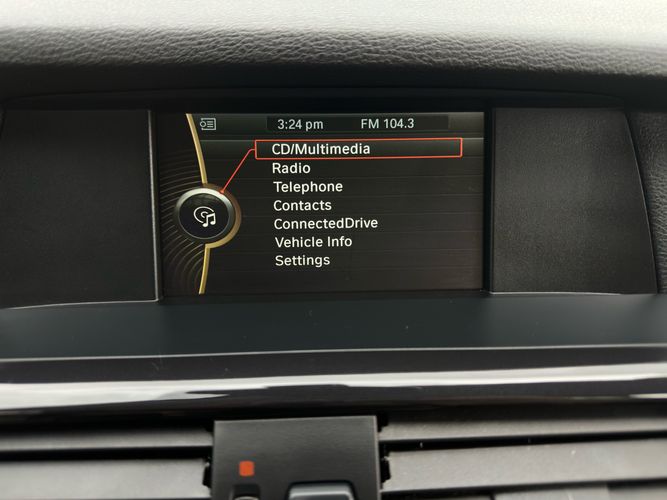 3:24 pm FM 104.3
CD/Multimedia
Radio
Telephone
Contacts
ConnectedDrive
Vehicle Info
Settings